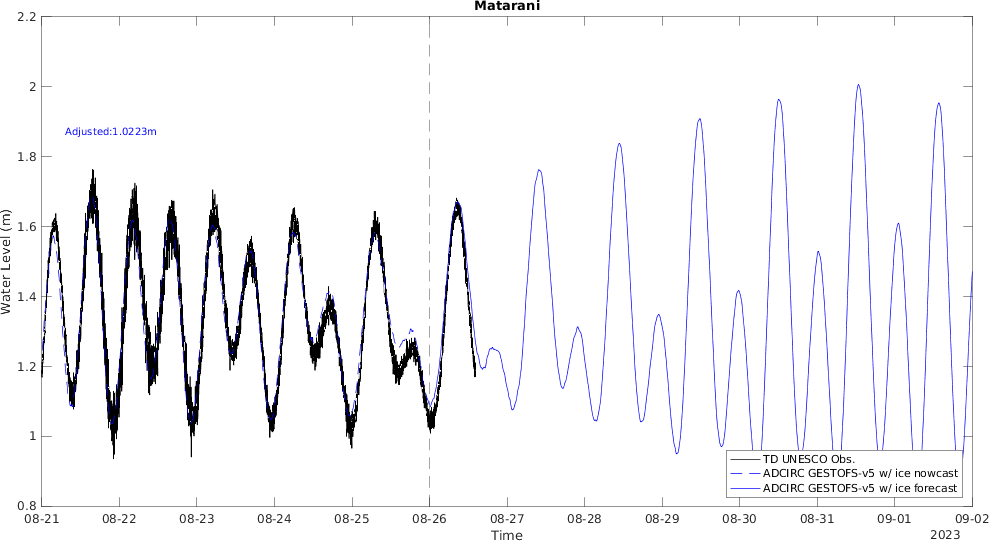 Matarani
Water Level (m)
2.2
2
1.8
1.6
1.4
1.2
1
0.8
Adjusted:1.0223m
TD UNESCO Obs.
ADCIRC GESTOFS-v5 w/ ice nowcast
ADCIRC GESTOFS-v5 w/ ice forecast
08-21 08-22 08-23 08-24 08-25 08-26 08-27 08-28 08-29 08-30 08-31 09-01 09-02
Time
2023